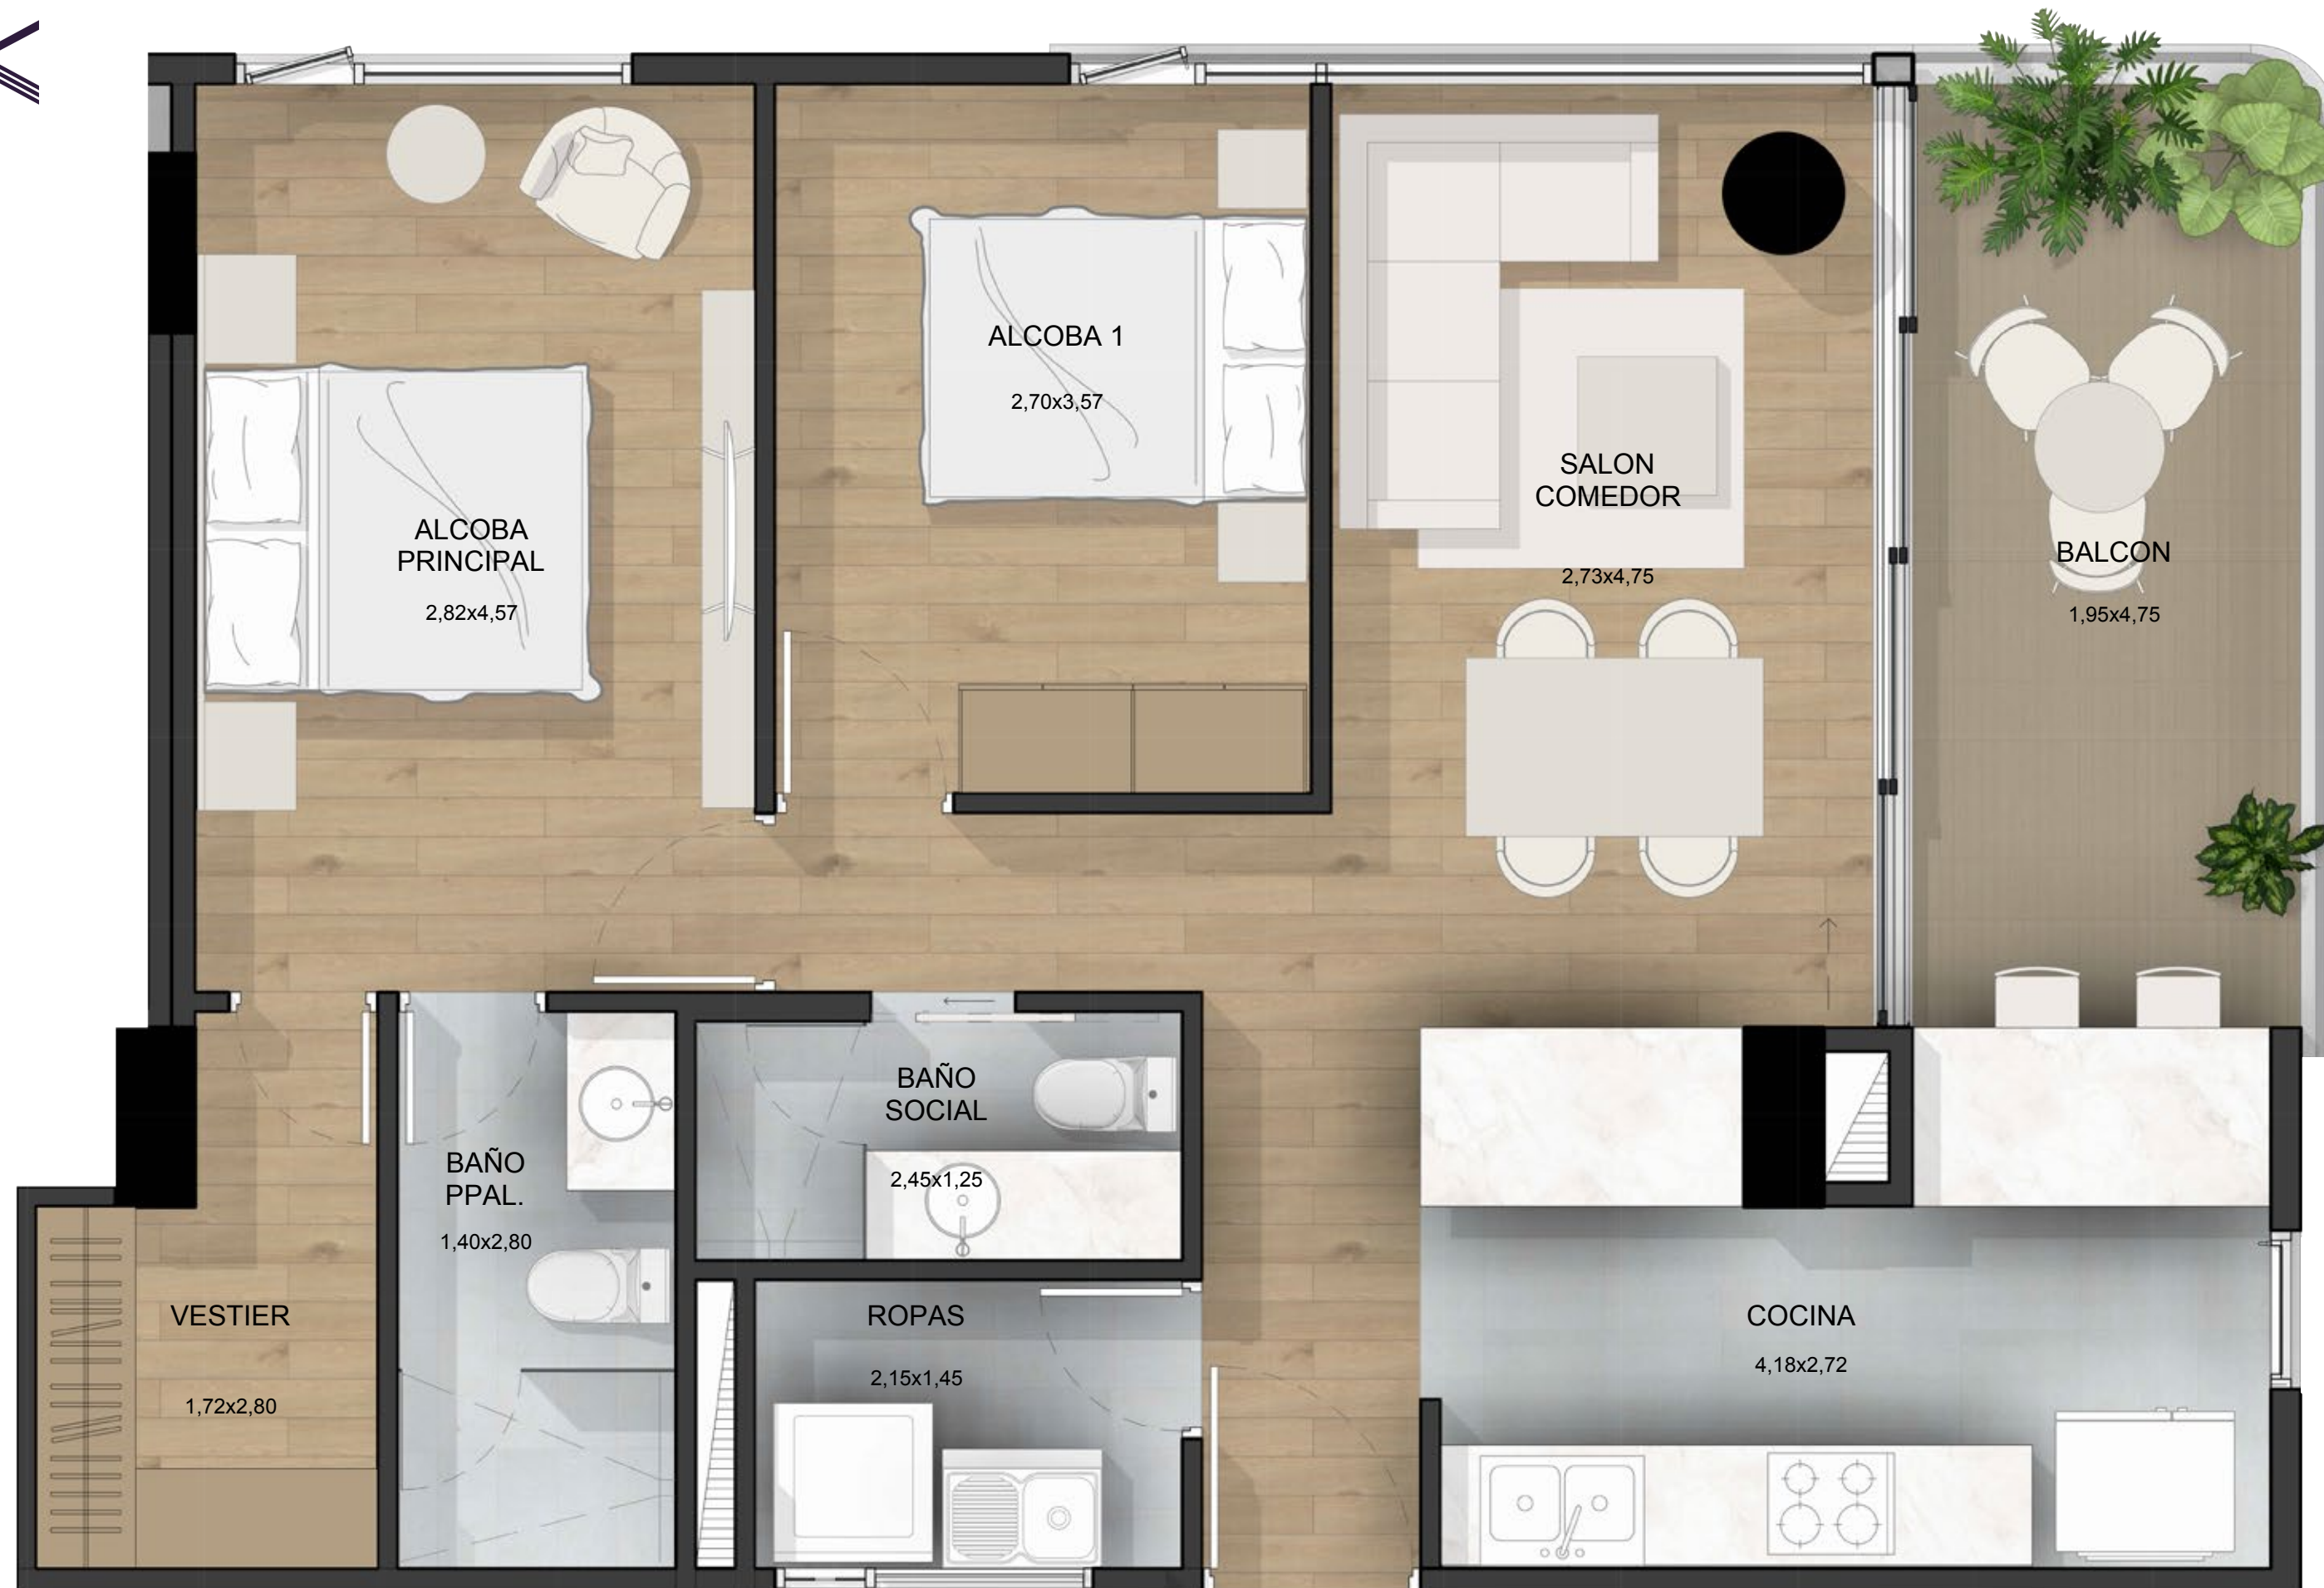 ALCOBA 1
2,70x3,57
SALON
COMEDOR
2,73x4,75
ALCOBA
PRINCIPAL
2,82x4,57
BALCON
1,95x4,75
BAÑO
SOCIAL
2,45x1,25
BAÑO
PPAL.
1,40x2,80
VESTIER
1,72x2,80
ROPAS
2,15x1,45
COCINA
4,18x2,72